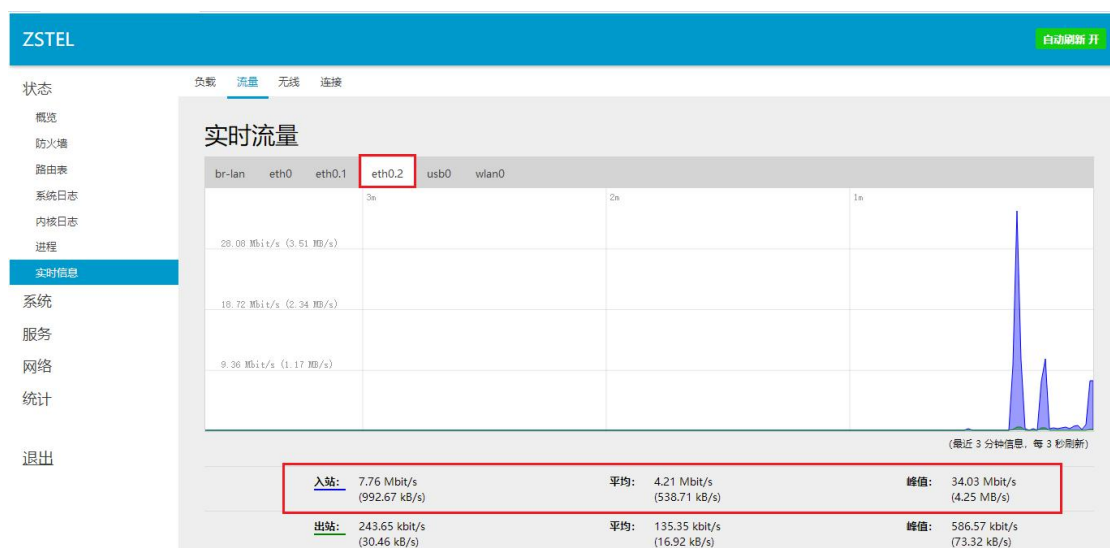 ZSTEL
自动刷新 开
状态
概览
防火墙
路由表
系统日志
内核日志
进程
实时信息
系统
服务
网络
统计
退出
负载 流量 无线 连接
实时流量
br-lan eth0 eth0.1 eth0.2 usb0 wlan0
3m 2m 1m
28.08 Mbit/s (3.51 MB/s)
18.72 Mbit/s (2.34 MB/s)
9.36 Mbit/s (1.17 MB/s)
(最近 3 分钟信息，每 3 秒刷新)
入站: 7.76 Mbit/s 平均: 4.21 Mbit/s 峰值: 34.03 Mbit/s
(992.67 kB/s) (538.71 kB/s) (4.25 MB/s)
出站: 243.65 kbit/s 平均: 135.35 kbit/s 峰值: 586.57 kbit/s
(30.46 kB/s) (16.92 kB/s) (73.32 kB/s)